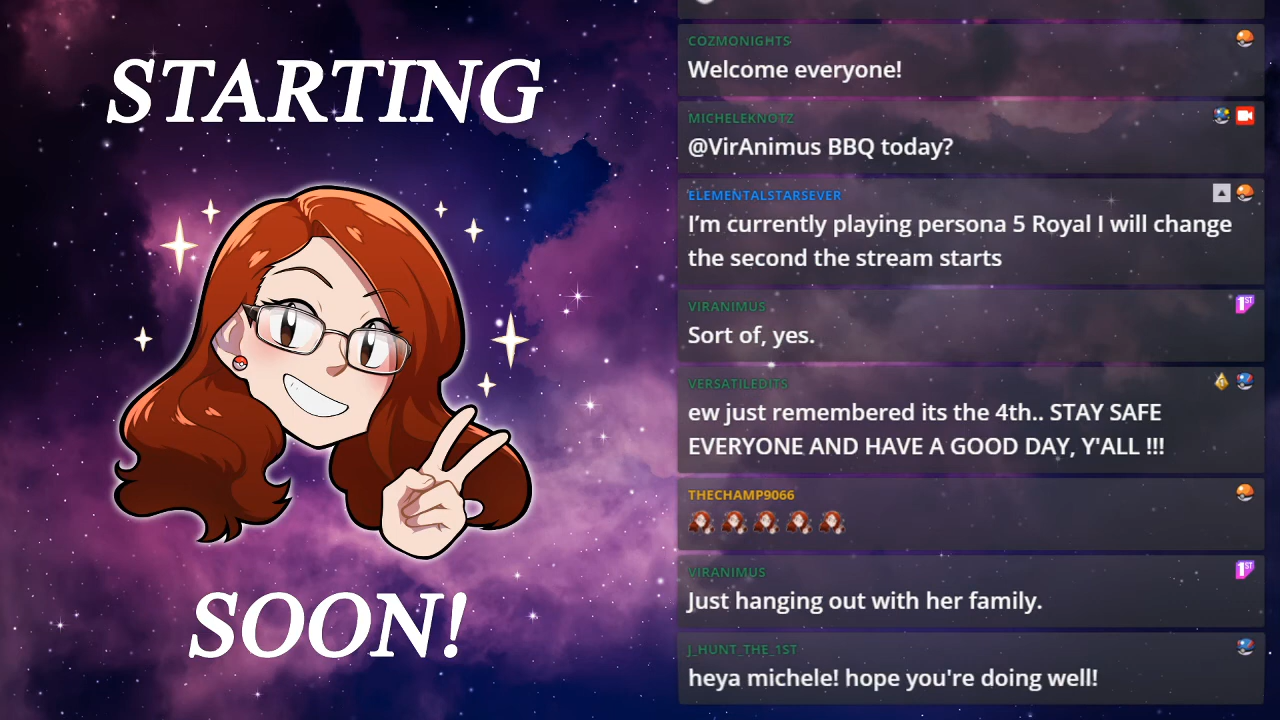 STARTING
SOON!
COZMONIGHTS
Welcome everyone!
MICHELEKNOTZ
@VirAnimus BBQ today?
ELEMENTALSTARSEVER
I'm currently playing persona 5 Royal I will change
the second the stream starts
VIRANIMUS
1ST
Sort of, yes.
VERSATILEDITS
ew just remembered its the 4th.. STAY SAFE
EVERYONE AND HAVE A GOOD DAY, Y'ALL !!!
THECHAMP9066
VIRANIMUS
1ST
Just hanging out with her family.
J_HUNT_THE_1ST
heya michele! hope you're doing well!